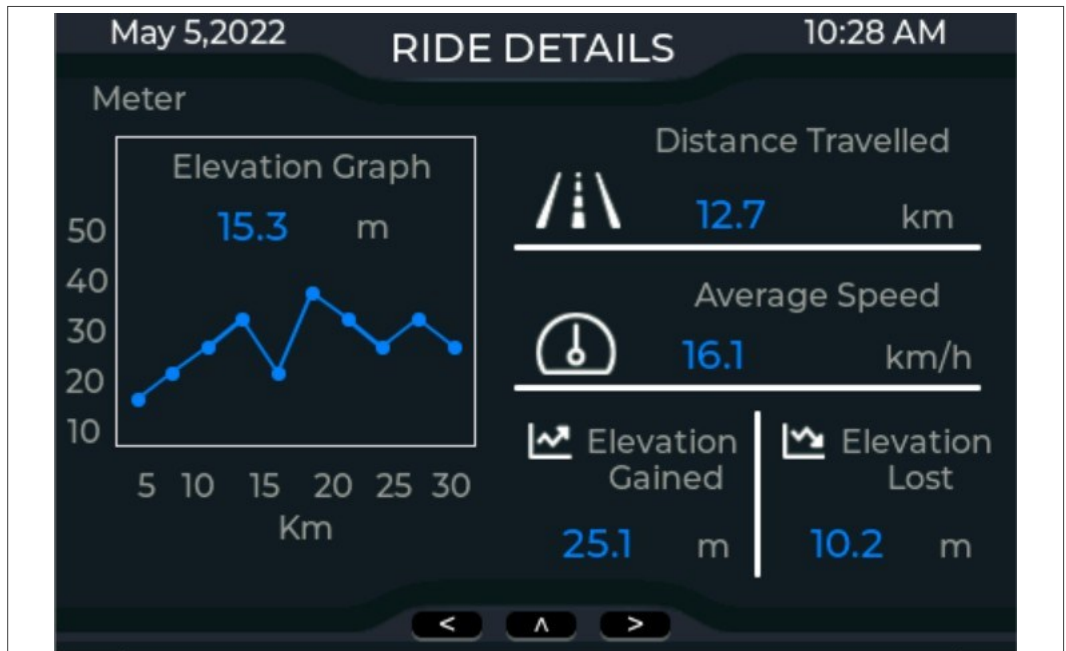 May 5,2022
RIDE DETAILS
10:28 AM
Meter
Elevation Graph
15.3 m
50
40
30
20
10
5 10 15 20 25 30
Km
Distance Travelled
12.7 km
Average Speed
16.1 km/h
Elevation
Gained
25.1 m
Elevation
Lost
10.2 m
< ^ >